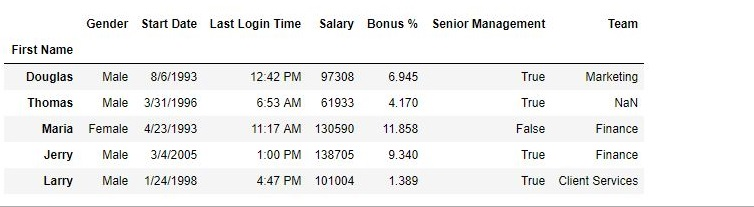 Gender Start Date Last Login Time Salary Bonus % Senior Management Team
First Name
Douglas Male 8/6/1993 12:42 PM 97308 6.945 True Marketing
Thomas Male 3/31/1996 6:53 AM 61933 4.170 True NaN
Maria Female 4/23/1993 11:17 AM 130590 11.858 False Finance
Jerry Male 3/4/2005 1:00 PM 138705 9.340 True Finance
Larry Male 1/24/1998 4:47 PM 101004 1.389 True Client Services